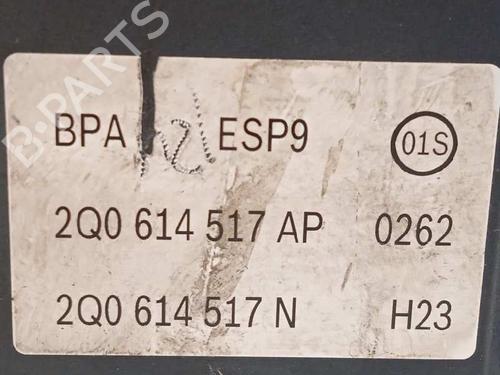 B-PARTS
BPA ESP9 01S
2Q0 614 517 AP 0262
2Q0 614 517 N H23